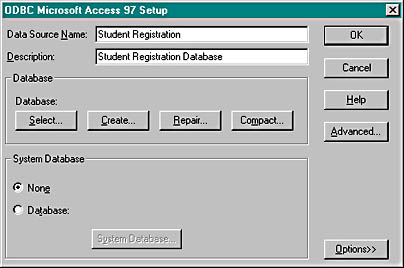 ODBC Microsoft Access 97 Setup
Data Source Name: Student Registration
OK
Description: Student Registration Database
Cancel
Database
Database:
Help
Select... Create... Repair... Compact...
Advanced...
System Database
None
Database:
System Database...
Options>>